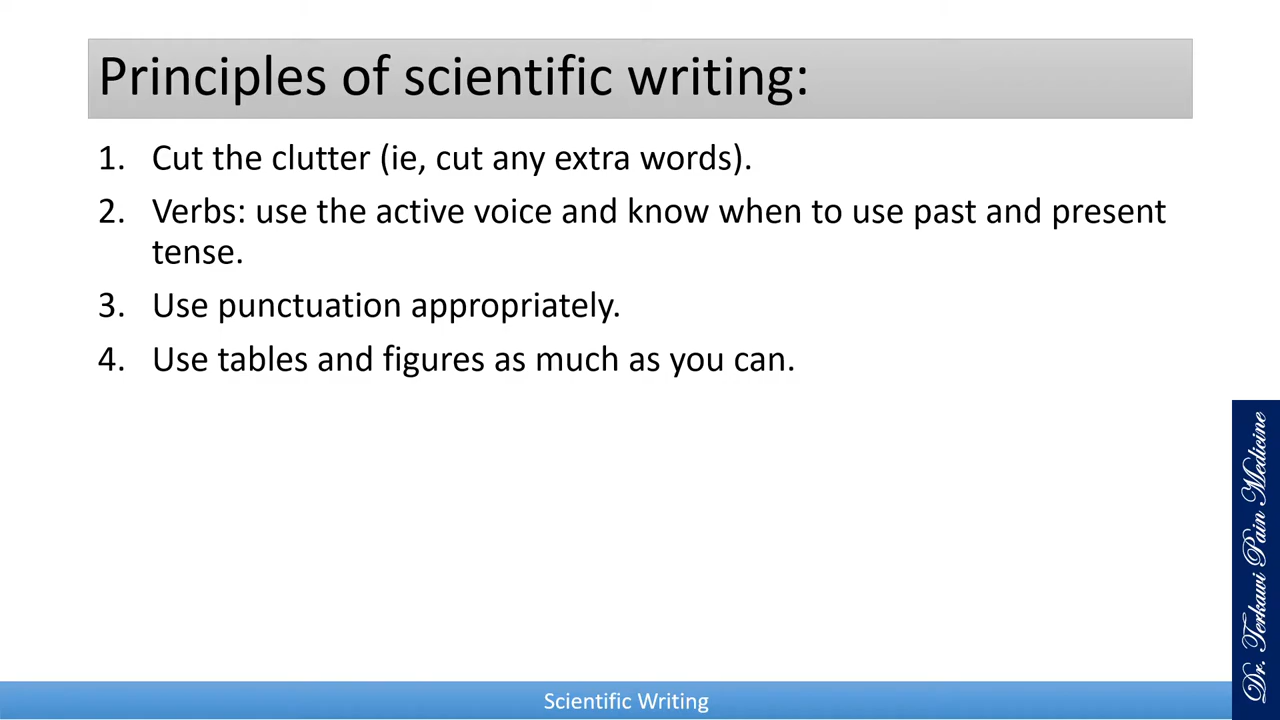 Principles of scientific writing:
1. Cut the clutter (ie, cut any extra words).
2. Verbs: use the active voice and know when to use past and present
tense.
3. Use punctuation appropriately.
4. Use tables and figures as much as you can.
Dr. Terkawi Pain Medicine
Scientific Writing